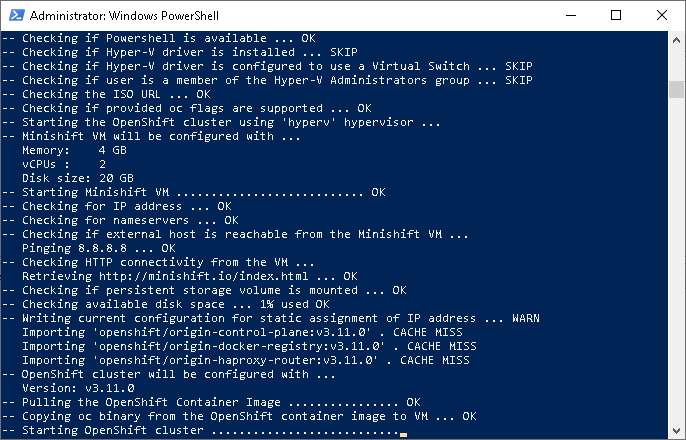 Administrator: Windows PowerShell
-- Checking if Powershell is available ... OK
-- Checking if Hyper-V driver is installed ... SKIP
-- Checking if Hyper-V driver is configured to use a Virtual Switch ... SKIP
-- Checking if user is a member of the Hyper-V Administrators group ... SKIP
-- Checking the ISO URL ... OK
-- Checking if provided oc flags are supported ... OK
-- Starting the OpenShift cluster using 'hyperv' hypervisor ...
-- Minishift VM will be configured with ...
   Memory:    4 GB
   vCPUs :    2
   Disk size: 20 GB
-- Starting Minishift VM .......................... OK
-- Checking for IP address ... OK
-- Checking for nameservers ... OK
-- Checking if external host is reachable from the Minishift VM ...
   Pinging 8.8.8.8 ... OK
-- Checking HTTP connectivity from the VM ...
   Retrieving http://minishift.io/index.html ... OK
-- Checking if persistent storage volume is mounted ... OK
-- Checking available disk space ... 1% used OK
-- Writing current configuration for static assignment of IP address ... WARN
   Importing 'openshift/origin-control-plane:v3.11.0' . CACHE MISS
   Importing 'openshift/origin-docker-registry:v3.11.0' . CACHE MISS
   Importing 'openshift/origin-haproxy-router:v3.11.0' . CACHE MISS
-- OpenShift cluster will be configured with ...
   Version: v3.11.0
-- Pulling the OpenShift Container Image ................ OK
-- Copying oc binary from the OpenShift container image to VM ... OK
-- Starting OpenShift cluster ...........................